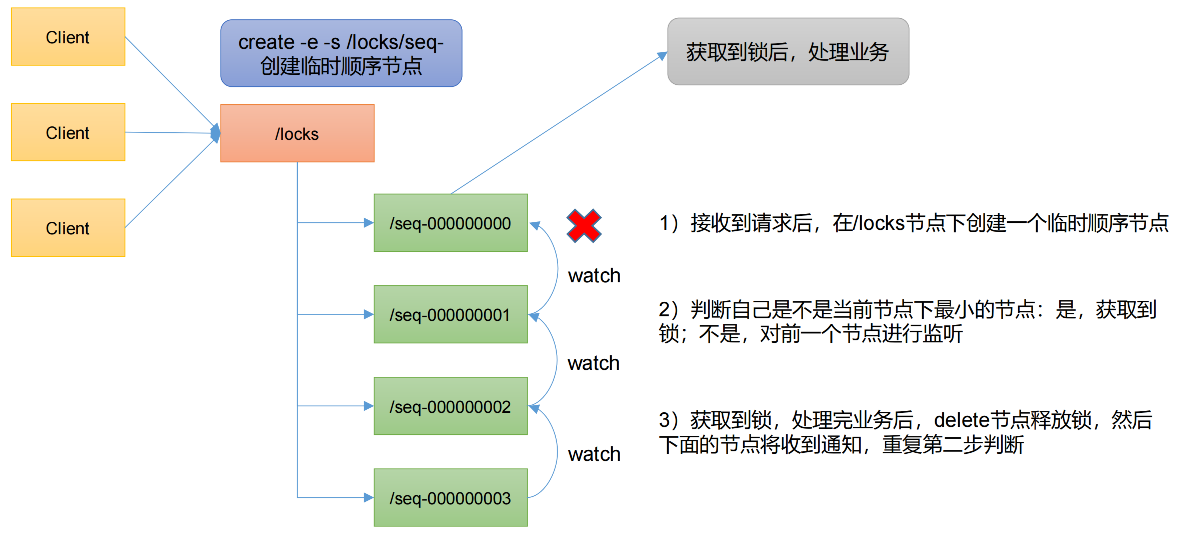 Client
Client
Client
create -e -s /locks/seq-
创建临时顺序节点
/locks
获取到锁后，处理业务
/seq-000000000
/seq-000000001
/seq-000000002
/seq-000000003
watch
watch
watch
1）接收到请求后，在/locks节点下创建一个临时顺序节点
2）判断自己是不是当前节点下最小的节点：是，获取到
锁；不是，对前一个节点进行监听
3）获取到锁，处理完业务后，delete节点释放锁，然后
下面的节点将收到通知，重复第二步判断